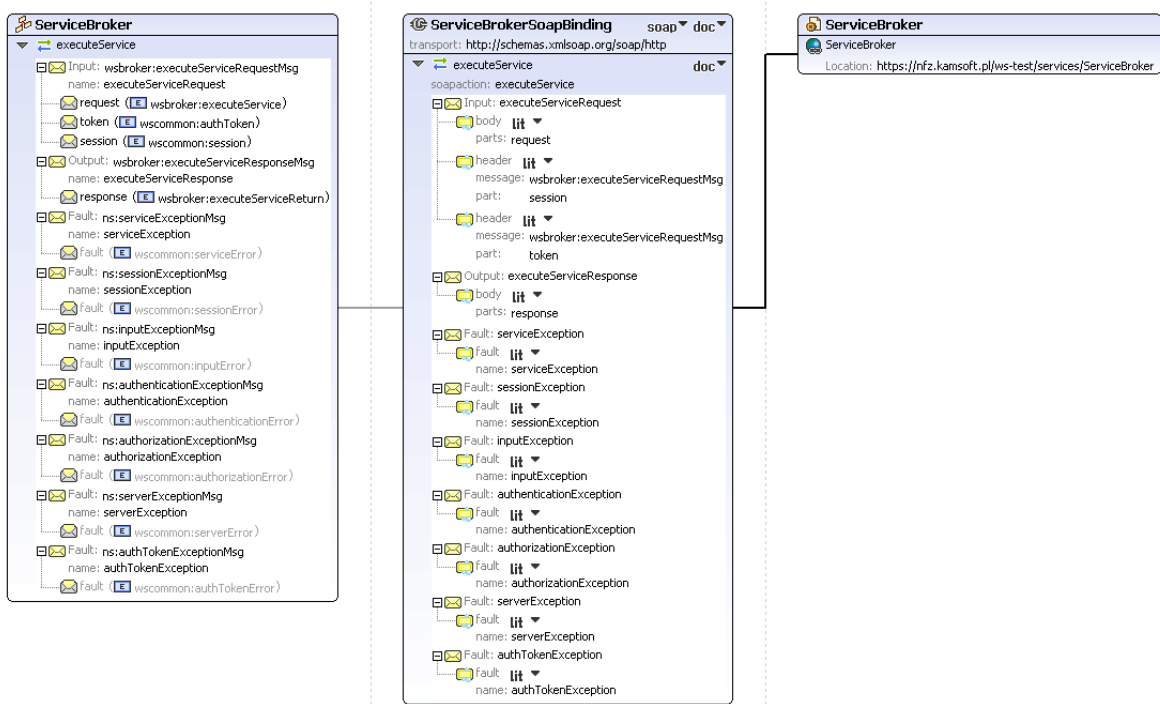 ServiceBroker
executeService
Input: wsbroker:executeServiceRequestMsg
name: executeServiceRequest
request (E wsbroker:executeService)
token (E wscommon:authToken)
session (E wscommon:session)
Output: wsbroker:executeServiceResponseMsg
name: executeServiceResponse
response (E wsbroker:executeServiceReturn)
Fault: ns:serviceExceptionMsg
name: serviceException
fault (E wscommon:serviceError)
Fault: ns:sessionExceptionMsg
name: sessionException
fault (E wscommon:sessionError)
Fault: ns:inputExceptionMsg
name: inputException
fault (E wscommon:inputError)
Fault: ns:authenticationExceptionMsg
name: authenticationException
fault (E wscommon:authenticationError)
Fault: ns:authorizationExceptionMsg
name: authorizationException
fault (E wscommon:authorizationError)
Fault: ns:serverExceptionMsg
name: serverException
fault (E wscommon:serverError)
Fault: ns:authTokenExceptionMsg
name: authTokenException
fault (E wscommon:authTokenError)
ServiceBrokerSoapBinding soap doc
transport: http://schemas.xmlsoap.org/soap/http
executeService doc
soapaction: executeService
Input: executeServiceRequest
body lit
parts: request
header lit
message: wsbroker:executeServiceRequestMsg
part: session
header lit
message: wsbroker:executeServiceRequestMsg
part: token
Output: executeServiceResponse
body lit
parts: response
Fault: serviceException
fault lit
name: serviceException
Fault: sessionException
fault lit
name: sessionException
Fault: inputException
fault lit
name: inputException
Fault: authenticationException
fault lit
name: authenticationException
Fault: authorizationException
fault lit
name: authorizationException
Fault: serverException
fault lit
name: serverException
Fault: authTokenException
fault lit
name: authTokenException
ServiceBroker
ServiceBroker
Location: https://nfz.kamsoft.pl/ws-test/services/ServiceBroker